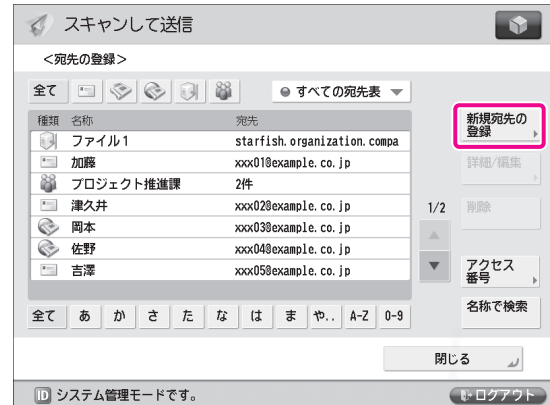 スキャンして送信
<宛先の登録>
全て
すべての宛先表
種類 名称 宛先
ファイル1 starfish.organization.compa
加藤 xxx01@example.co.jp
プロジェクト推進課 2件
津久井 xxx02@example.co.jp
岡本 xxx03@example.co.jp
佐野 xxx04@example.co.jp
吉澤 xxx05@example.co.jp
1/2
新規宛先の
登録
詳細/編集
削除
アクセス
番号
名称で検索
全て あ か さ た な は ま や.. A-Z 0-9
閉じる
ID システム管理モードです。
ログアウト